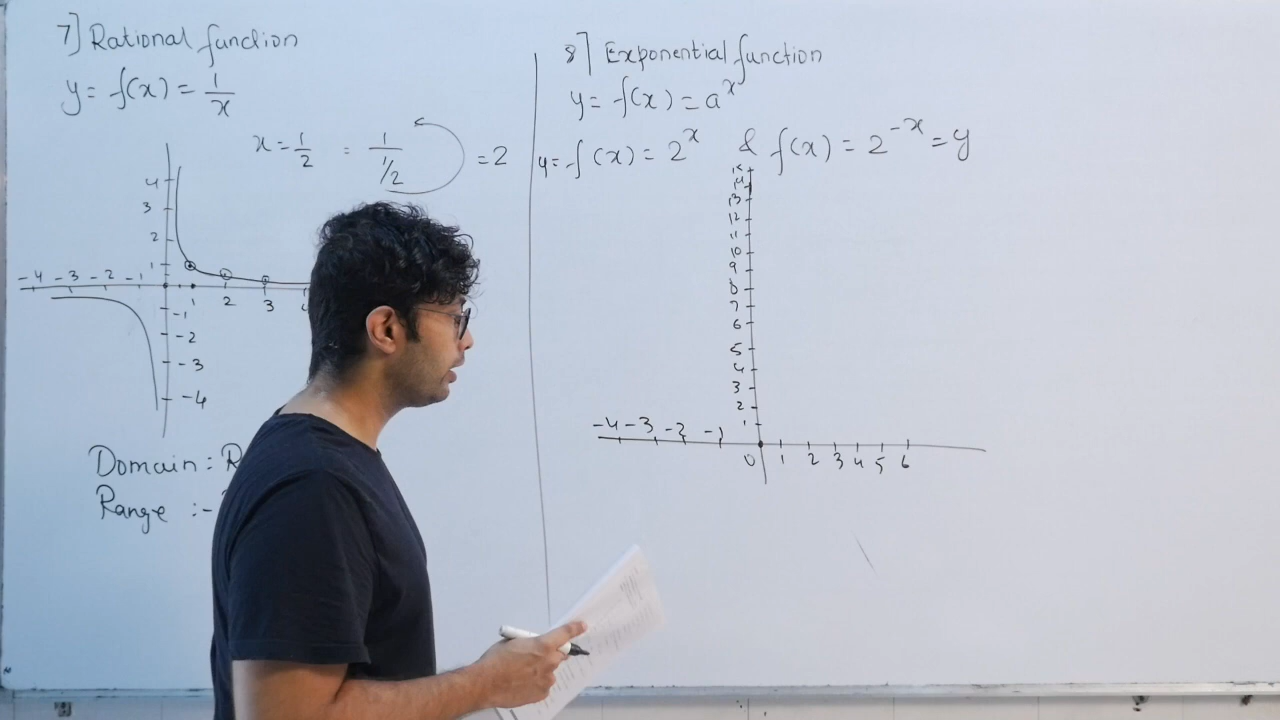 7] Rational function
y = f(x) = 1/x
x = 1/2 = 1/1/2 = 2
4
3
2
1
-4 -3 -2 -1
1 2 3
-1
-2
-3
-4
Domain : R
Range :-
8] Exponential function
y = f(x) = a^x
y = f(x) = 2^x & f(x) = 2^-x = y
15
14
13
12
11
10
9
8
7
6
5
4
3
2
1
-4 -3 -2 -1
0 1 2 3 4 5 6